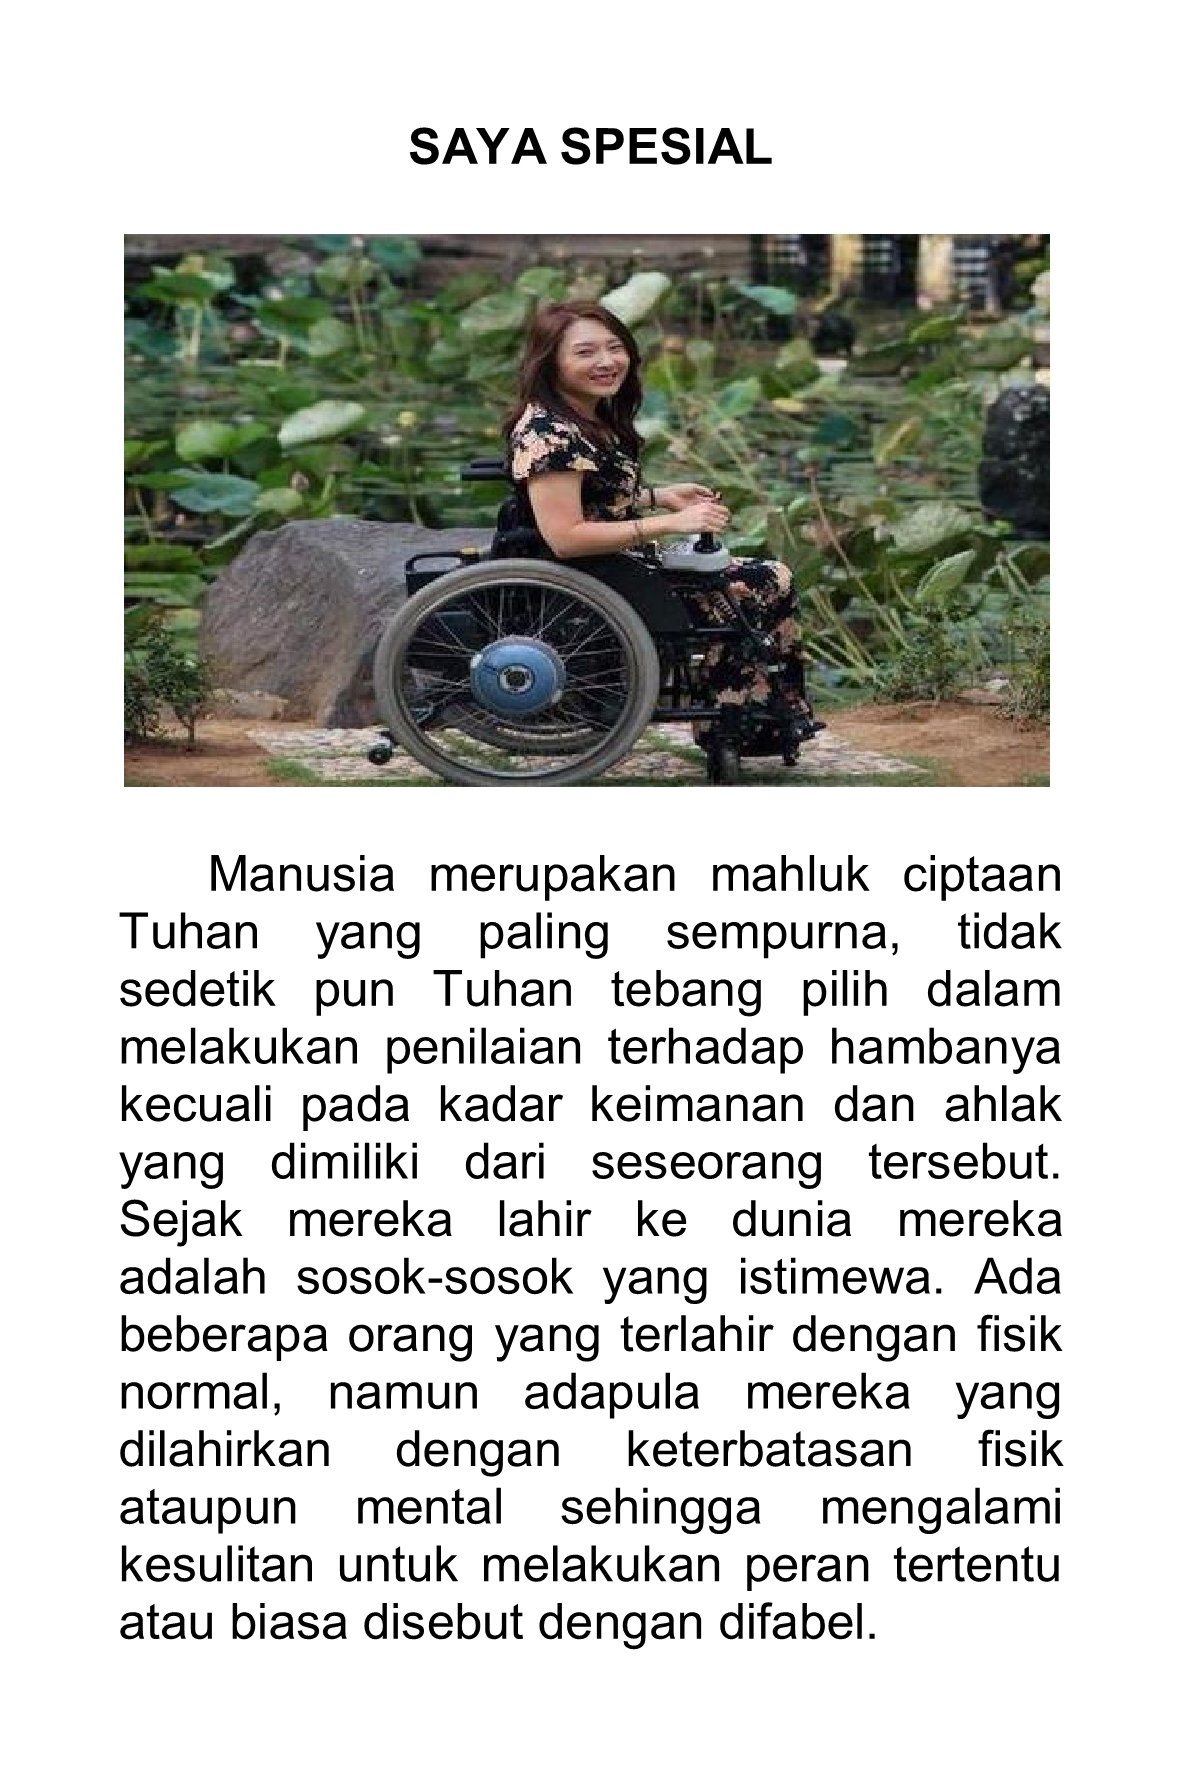 SAYA SPESIAL
Manusia merupakan mahluk ciptaan
Tuhan yang paling sempurna, tidak
sedetik pun Tuhan tebang pilih dalam
melakukan penilaian terhadap hambanya
kecuali pada kadar keimanan dan ahlak
yang dimiliki dari seseorang tersebut.
Sejak mereka lahir ke dunia mereka
adalah sosok-sosok yang istimewa. Ada
beberapa orang yang terlahir dengan fisik
normal, namun adapula mereka yang
dilahirkan dengan keterbatasan fisik
ataupun mental sehingga mengalami
kesulitan untuk melakukan peran tertentu
atau biasa disebut dengan difabel.